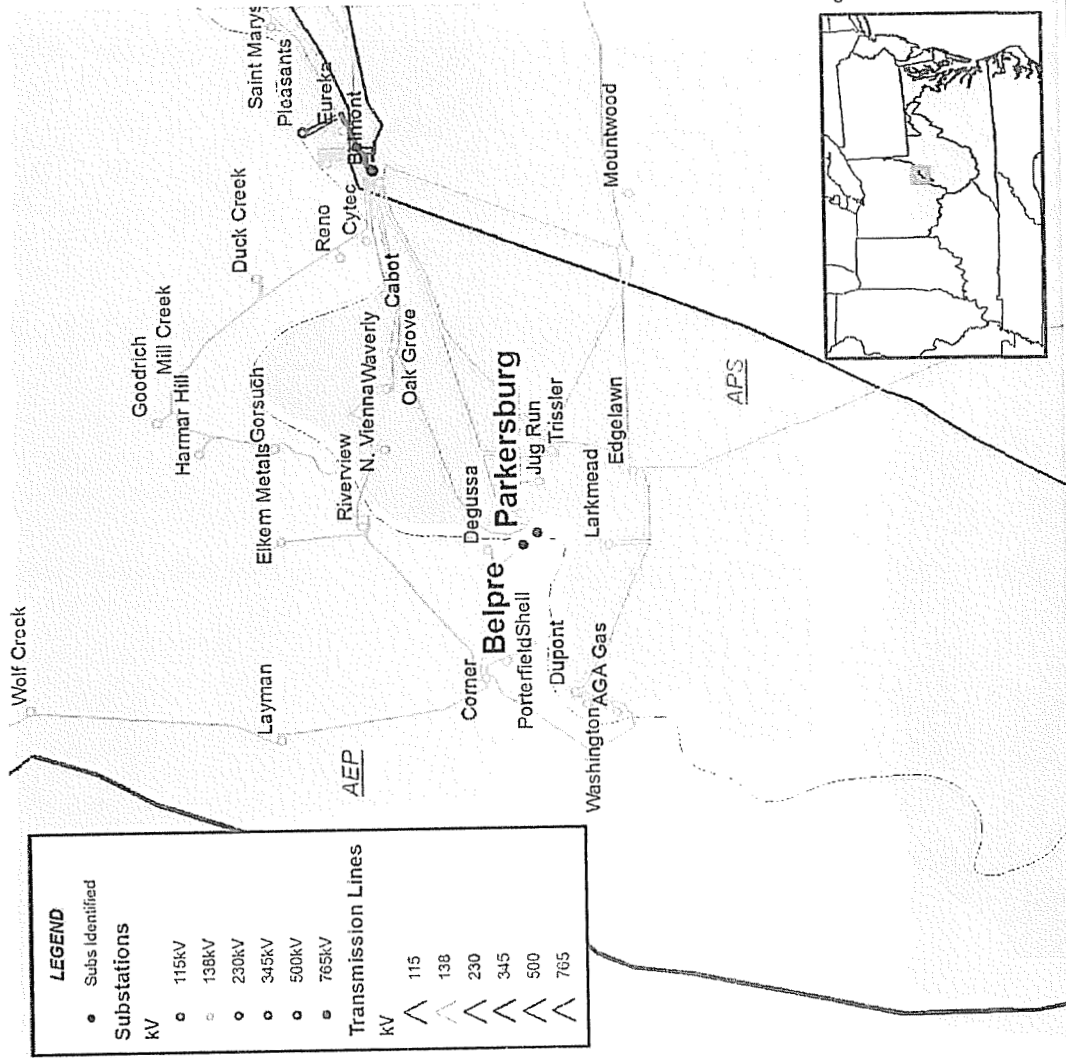 LEGEND
Subs Identified
Substations
kV
115kV
138kV
230kV
345kV
500kV
765kV
Transmission Lines
kV
115
138
230
345
500
765
Wolf Creek
Layman
AEP
Corner
Belpre
Porterfield
Shell
Dupont
AGA Gas
Washington
Goodrich
Mill Creek
Harmar Hill
Gorsuch
Elkem Metals
Riverview
N. Vienna
Waverly
Degussa
Parkersburg
Jug Run
Trissler
Larkmead
Edgelawn
Duck Creek
Reno
Cytec
Cabot
Oak Grove
Saint Marys
Pleasants
Eureka
Belmont
Mountwood
APS